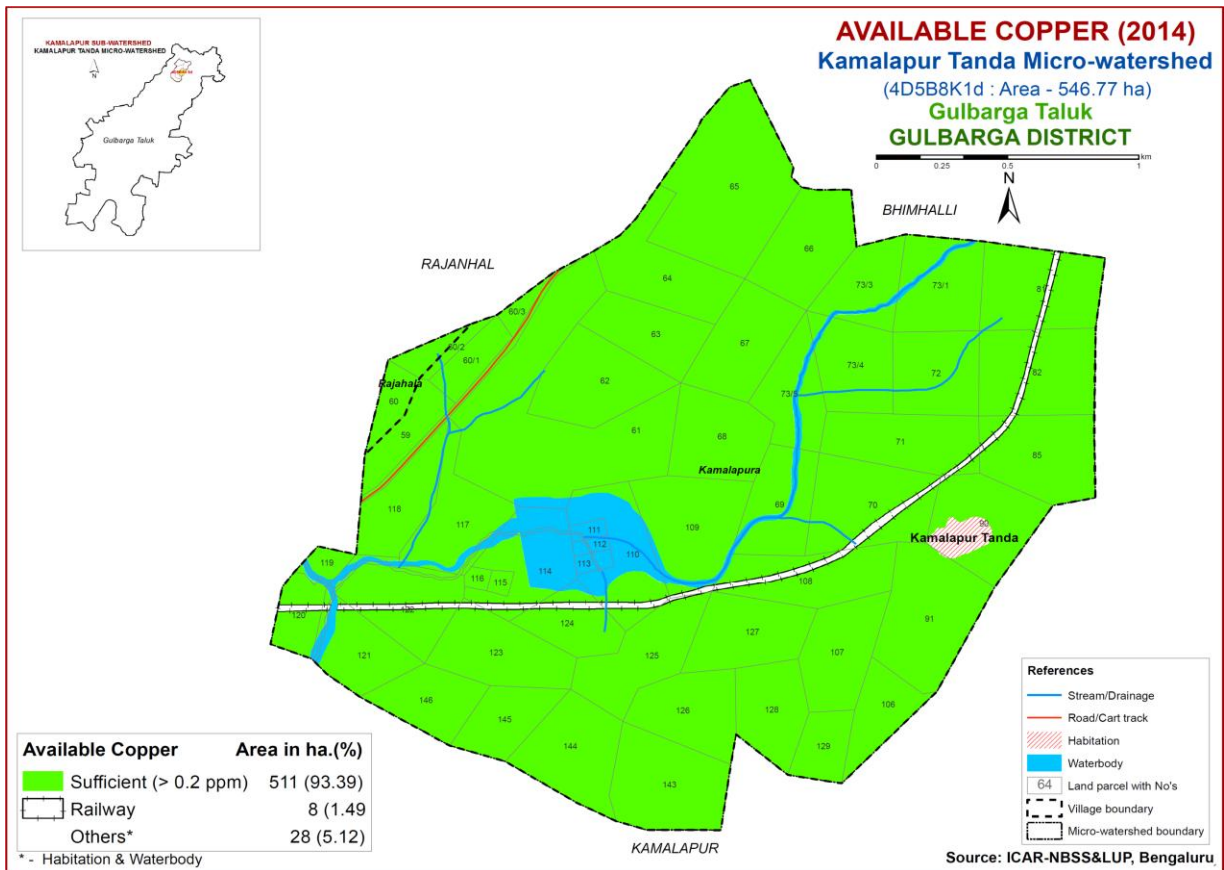 KAMALAPUR SUB-WATERSHED
KAMALAPUR TANDA MICRO-WATERSHED
N
Gulbarga Taluk
AVAILABLE COPPER (2014)
Kamalapur Tanda Micro-watershed
(4D5B8K1d : Area - 546.77 ha)
Gulbarga Taluk
GULBARGA DISTRICT
0 0.25 0.5 1 km
N
BHIMHALLI
RAJANHAL
65
66
64
73/3
73/1
81
60/3
63
67
60/2
60/1
73/4
72
82
62
Rajahala
60
73/5
59
61
68
71
85
Kamalapura
118
117
109
69
70
90
Kamalapur Tanda
111
112
110
113
114
119
116
115
108
120
122
124
91
127
107
121
123
125
146
126
128
106
145
144
129
143
KAMALAPUR
References
Stream/Drainage
Road/Cart track
Habitation
Waterbody
64 Land parcel with No's
Village boundary
Micro-watershed boundary
Available Copper Area in ha.(%)
Sufficient (> 0.2 ppm) 511 (93.39)
Railway 8 (1.49
Others* 28 (5.12)
* - Habitation & Waterbody
Source: ICAR-NBSS&LUP, Bengaluru